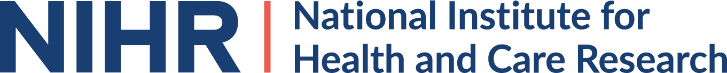 NIHR
National Institute for
Health and Care Research